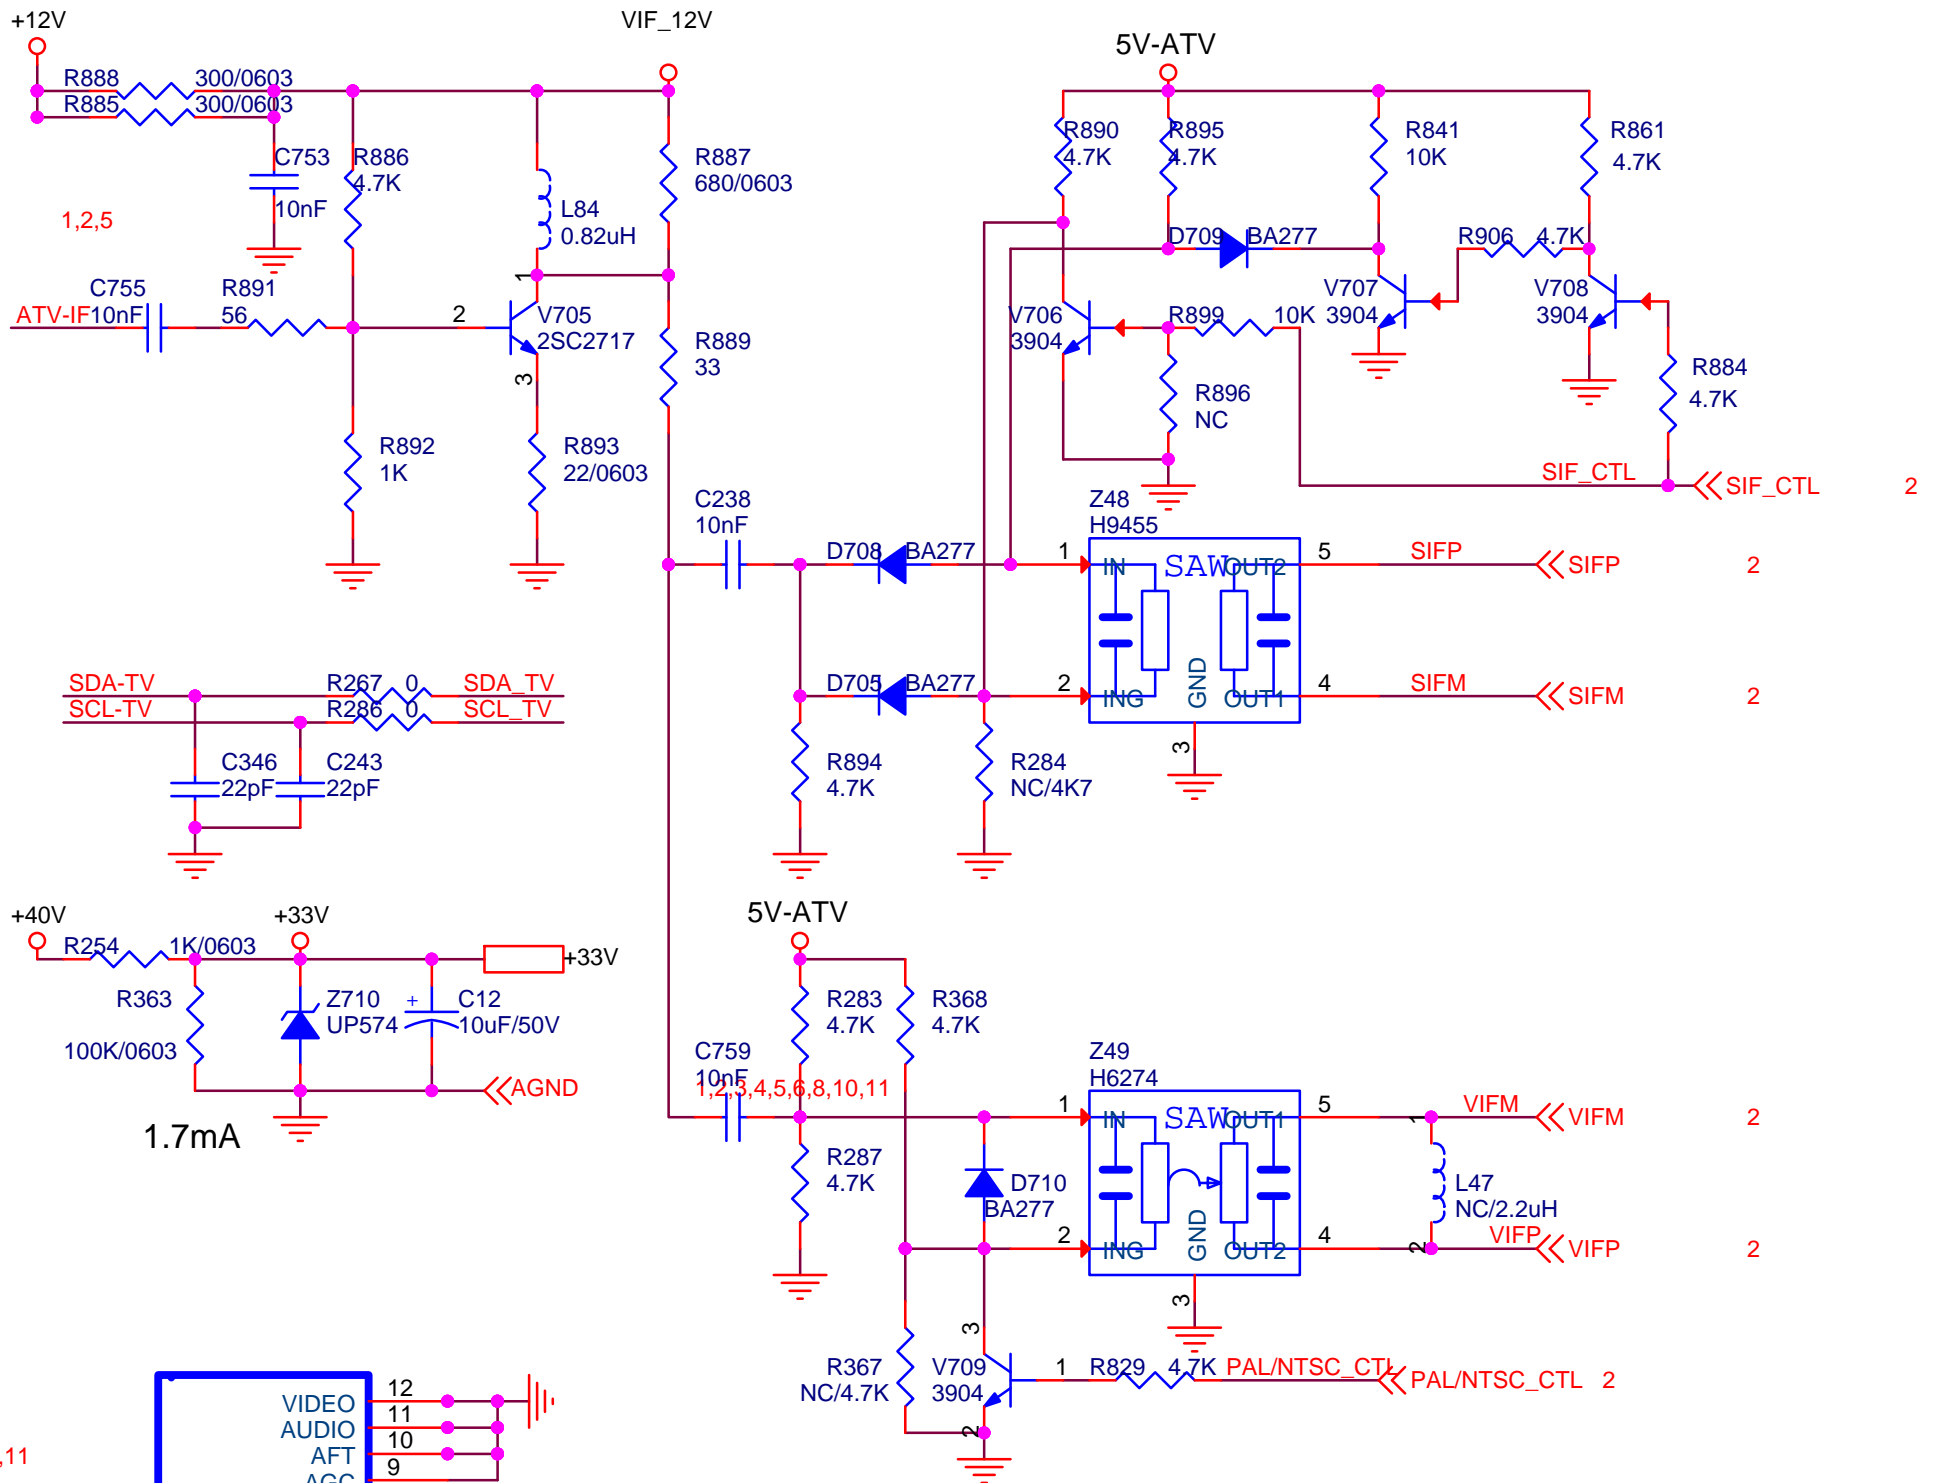 +12V
VIF_12V
5V-ATV
R888 300/0603
R885 300/0603
C753
10nF
R886
4.7K
L84
0.82uH
R887
680/0603
1,2,5
ATV-IF
C755
10nF
R891
56
2
1
3
V705
2SC2717
R889
33
R892
1K
R893
22/0603
R890
4.7K
R895
4.7K
R841
10K
R861
4.7K
D709 BA277
R906 4.7K
V706
3904
R899 10K
V707
3904
V708
3904
R896
NC
R884
4.7K
SIF_CTL
SIF_CTL 2
C238
10nF
D708 BA277
D705 BA277
Z48
H9455
1
2
3
IN
ING
SAW
GND
OUT2
OUT1
5
4
SIFP
SIFP 2
SIFM
SIFM 2
R894
4.7K
R284
NC/4K7
SDA-TV R267 0 SDA_TV
SCL-TV R286 0 SCL_TV
C346
22pF
C243
22pF
+40V
+33V
R254 1K/0603
+33V
R363
100K/0603
Z710
UP574
+ C12
10uF/50V
AGND
1.7mA
5V-ATV
R283
4.7K
R368
4.7K
C759
10nF
1,2,3,4,5,6,8,10,11
R287
4.7K
D710
BA277
Z49
H6274
1
2
3
IN
ING
SAW
GND
OUT1
OUT2
5
4
1
2
VIFM
VIFM 2
L47
NC/2.2uH
VIFP
VIFP 2
R367
NC/4.7K
V709
3904
3
1
2
R829 4.7K
PAL/NTSC_CTL
PAL/NTSC_CTL 2
VIDEO 12
AUDIO 11
AFT 10
AGC 9
,11